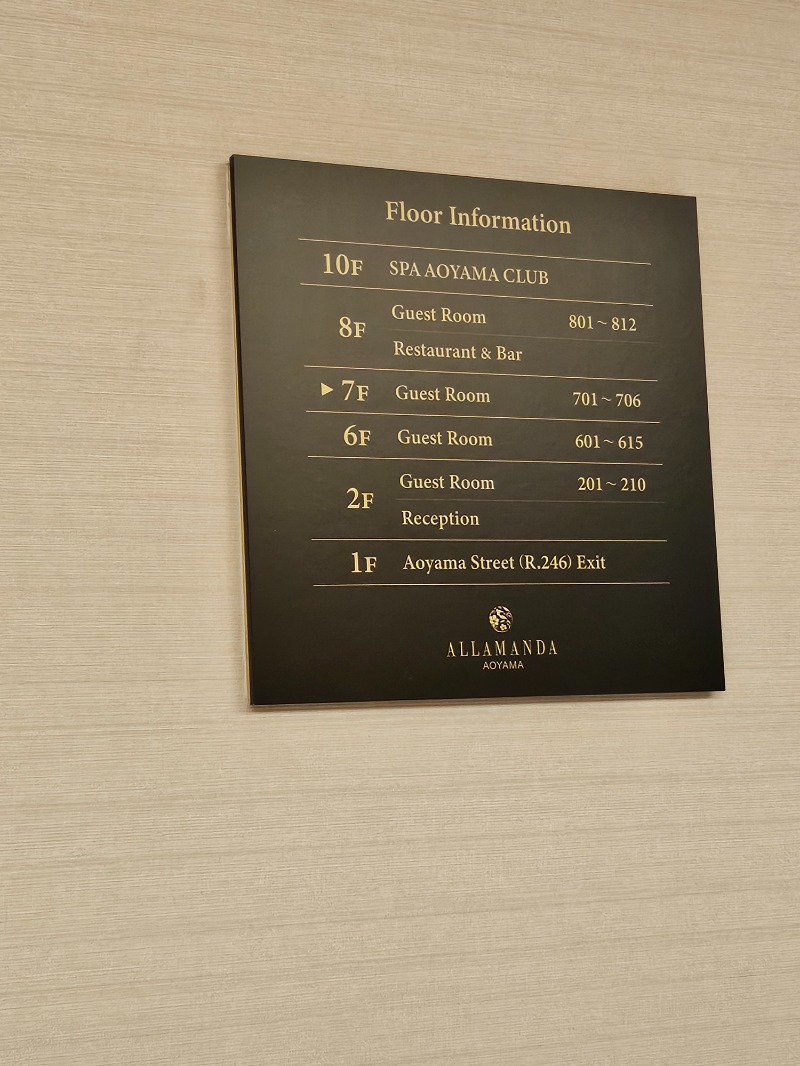 Floor Information
10F SPA AOYAMA CLUB
8F Guest Room 801~812
Restaurant & Bar
▶ 7F Guest Room 701~706
6F Guest Room 601~615
2F Guest Room 201~210
Reception
1F Aoyama Street (R.246) Exit
ALLAMANDA
AOYAMA